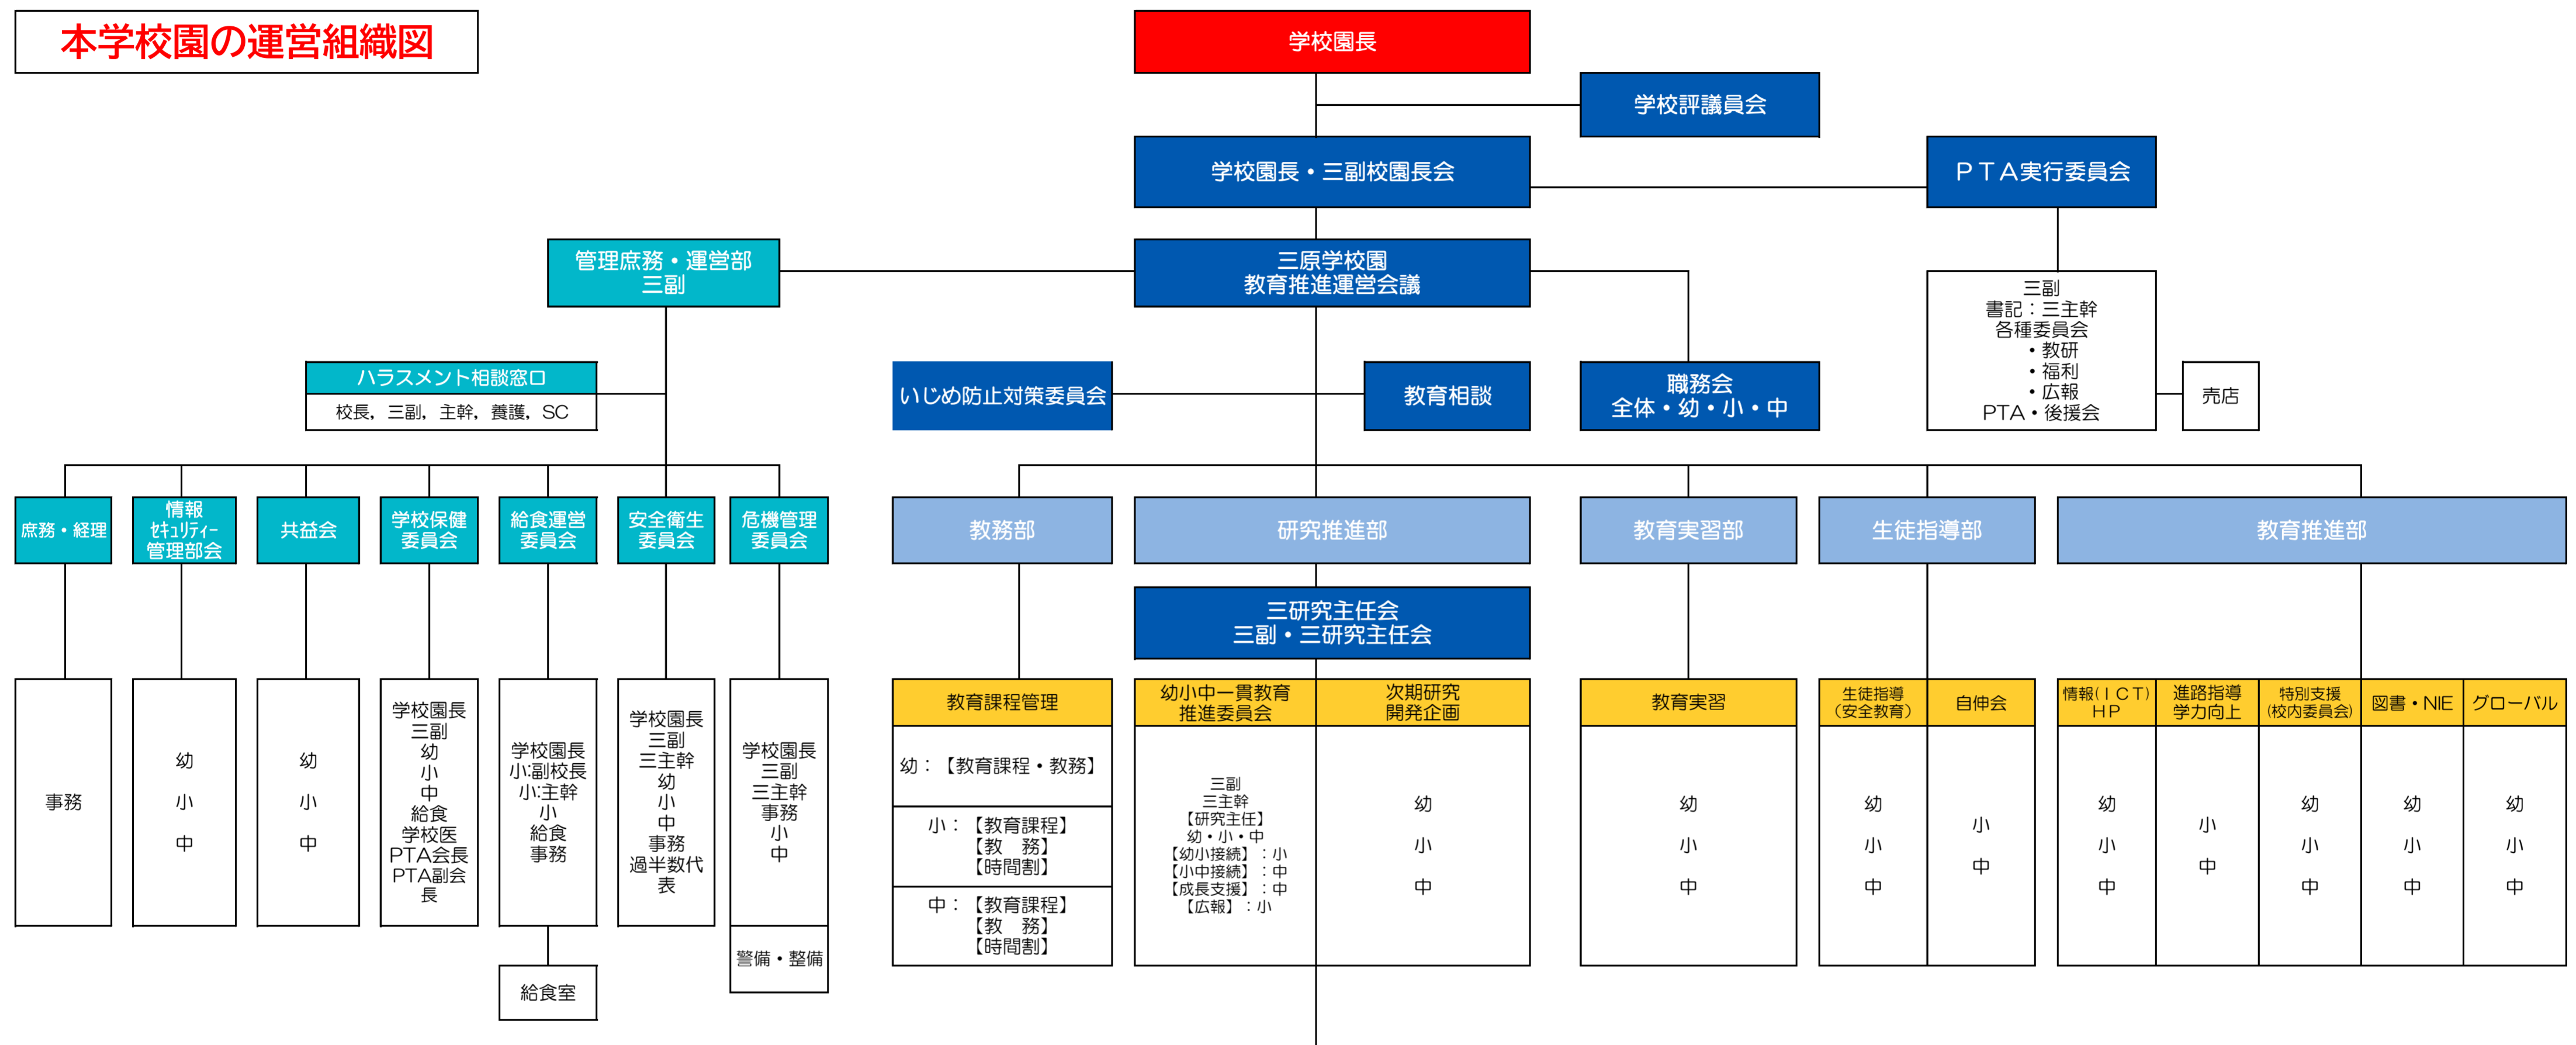 本学校園の運営組織図
学校園長
学校評議員会
学校園長・三副校園長会
ＰＴＡ実行委員会
管理庶務・運営部
三副
三原学校園
教育推進運営会議
三副
書記：三主幹
各種委員会
・教研
・福利
・広報
PTA・後援会
売店
ハラスメント相談窓口
校長，三副，主幹，養護，SC
いじめ防止対策委員会
教育相談
職務会
全体・幼・小・中
庶務・経理
情報
ｾｷｭﾘﾃｨｰ
管理部会
共益会
学校保健
委員会
給食運営
委員会
安全衛生
委員会
危機管理
委員会
教務部
研究推進部
教育実習部
生徒指導部
教育推進部
三研究主任会
三副・三研究主任会
事務
幼
小
中
幼
小
中
学校園長
三副
幼
小
中
給食
学校医
PTA会長
PTA副会
長
学校園長
小:副校長
小:主幹
小
給食
事務
給食室
学校園長
三副
三主幹
幼
小
中
事務
過半数代
表
学校園長
三副
三主幹
事務
小
中
警備・整備
教育課程管理
幼：【教育課程・教務】
小：【教育課程】
【教　務】
【時間割】
中：【教育課程】
【教　務】
【時間割】
幼小中一貫教育
推進委員会
三副
三主幹
【研究主任】
幼・小・中
【幼小接続】：小
【小中接続】：中
【成長支援】：中
【広報】：小
次期研究
開発企画
幼
小
中
教育実習
幼
小
中
生徒指導
（安全教育）
幼
小
中
自伸会
小
中
情報(ＩＣＴ)
ＨＰ
幼
小
中
進路指導
学力向上
小
中
特別支援
(校内委員会)
幼
小
中
図書・NIE
幼
小
中
グローバル
幼
小
中